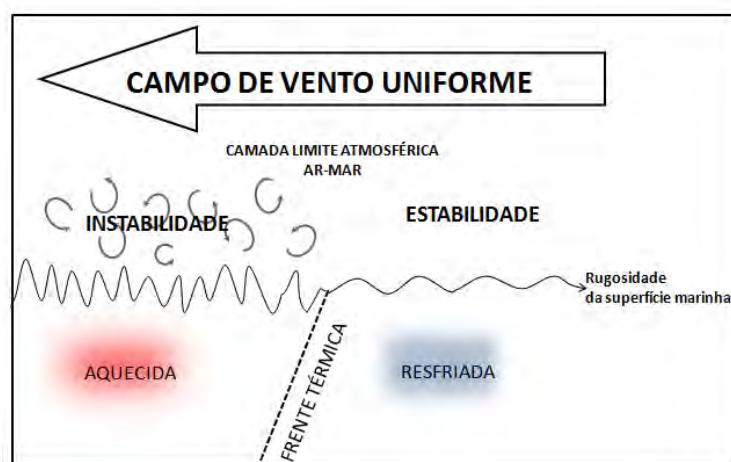 CAMPO DE VENTO UNIFORME
CAMADA LIMITE ATMOSFÉRICA
AR-MAR
INSTABILIDADE
ESTABILIDADE
Rugosidade
da superfície marinha
AQUECIDA
FRENTE TÉRMICA
RESFRIADA